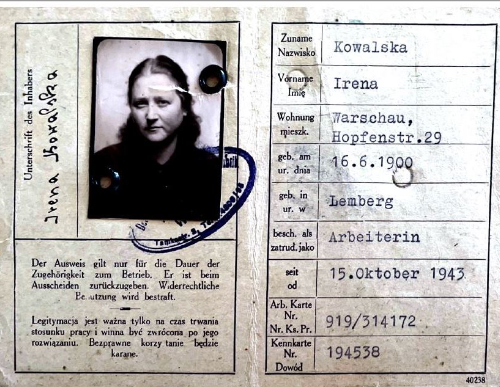 Unterschrift des Inhabers
Irena Kowalska
Der Ausweis gilt nur für die Dauer der
Zugehörigkeit zum Betrieb. Er ist beim
Ausscheiden zurückzugeben. Widerrechtliche
Be utzung wird bestraft.
Legitymacja jest ważna tylko na czas trwania
stosunku pracy i winna być zwrócona po jego
rozwiązaniu. Bezprawne korzy tanie będzie
karane.
Zuname
Nazwisko
Kowalska
Vorname
Imię
Irena
Wohnung
mieszk.
Warschau,
Hopfenstr.29
geb. am
ur. dnia
16.6.1900
geb. in
ur. w
Lemberg
besch. als
zatrud. jako
Arbeiterin
seit
od
15.Oktober 1943
Arb. Karte
Nr.
Nr. Ks. Pr.
919/314172
Kennkarte
Nr.
Dowód
194538
40238